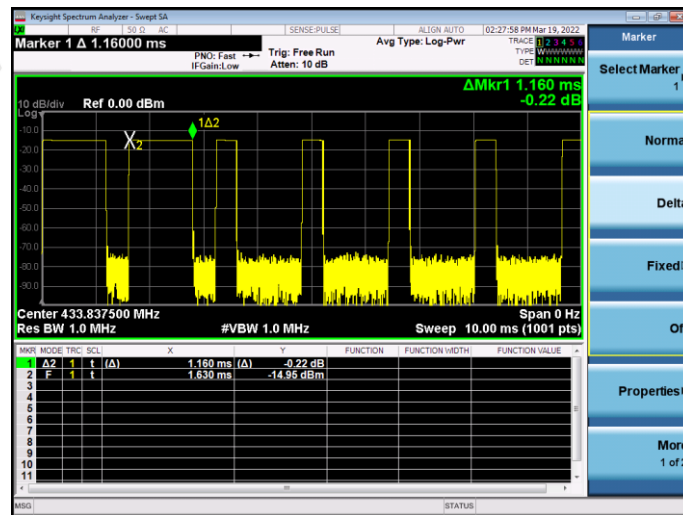 Keysight Spectrum Analyzer - Swept SA
RF 50 Ω AC SENSE:PULSE ALIGN AUTO 02:27:58 PM Mar 19, 2022
Marker 1 Δ 1.16000 ms
PNO: Fast
IFGain:Low
Trig: Free Run
Atten: 10 dB
Avg Type: Log-Pwr
TRACE 1 2 3 4 5 6
TYPE WWWWWW
DET N N N N N N
ΔMkr1 1.160 ms
-0.22 dB
10 dB/div Ref 0.00 dBm
Log
-10.0
-20.0
-30.0
-40.0
-50.0
-60.0
-70.0
-80.0
-90.0
1Δ2
X2
Center 433.837500 MHz Span 0 Hz
Res BW 1.0 MHz #VBW 1.0 MHz Sweep 10.00 ms (1001 pts)
MKR MODE TRC SCL X Y FUNCTION FUNCTION WIDTH FUNCTION VALUE
1 Δ2 1 t (Δ) 1.160 ms (Δ) -0.22 dB
2 F 1 t 1.630 ms -14.95 dBm
3
4
5
6
7
8
9
10
11
MSG STATUS
Marker
Select Marker
1
Norma
Delta
Fixed
Of
Properties
More
1 of 2